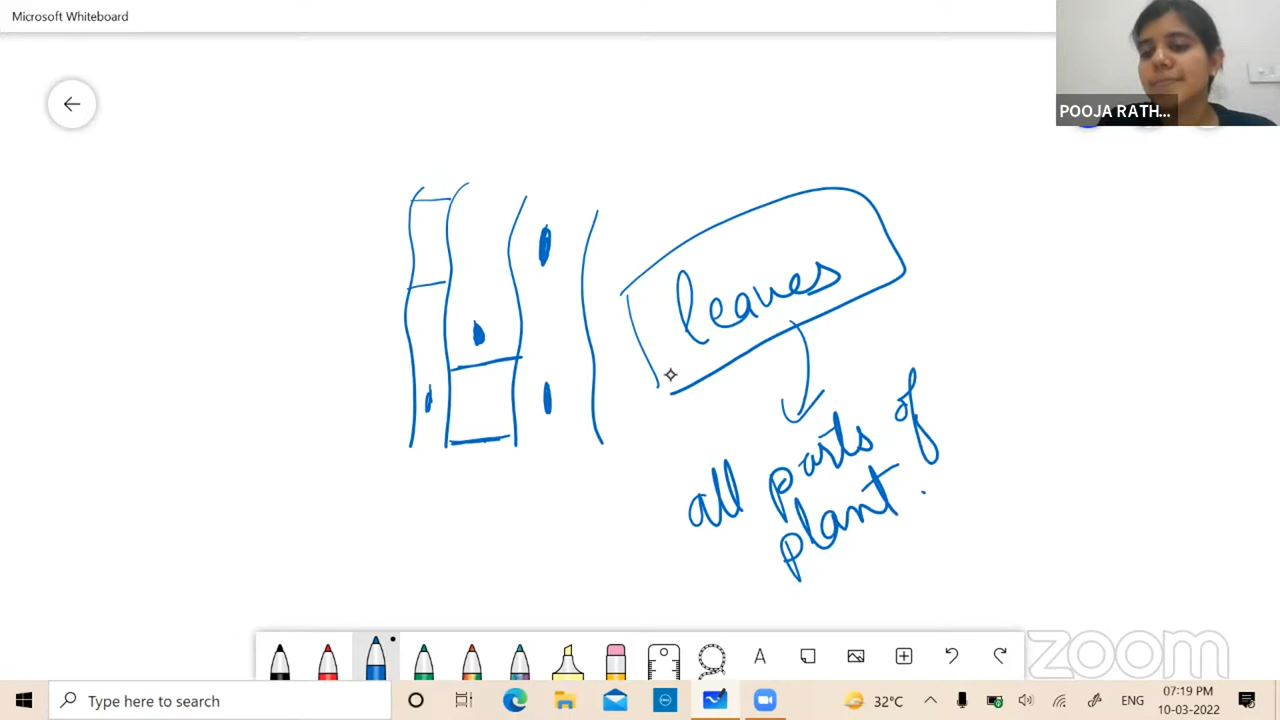 Microsoft Whiteboard
POOJA RATH...
leaves
all parts of
plant.
A
zoom
Type here to search
32°C
ENG
07:19 PM
10-03-2022